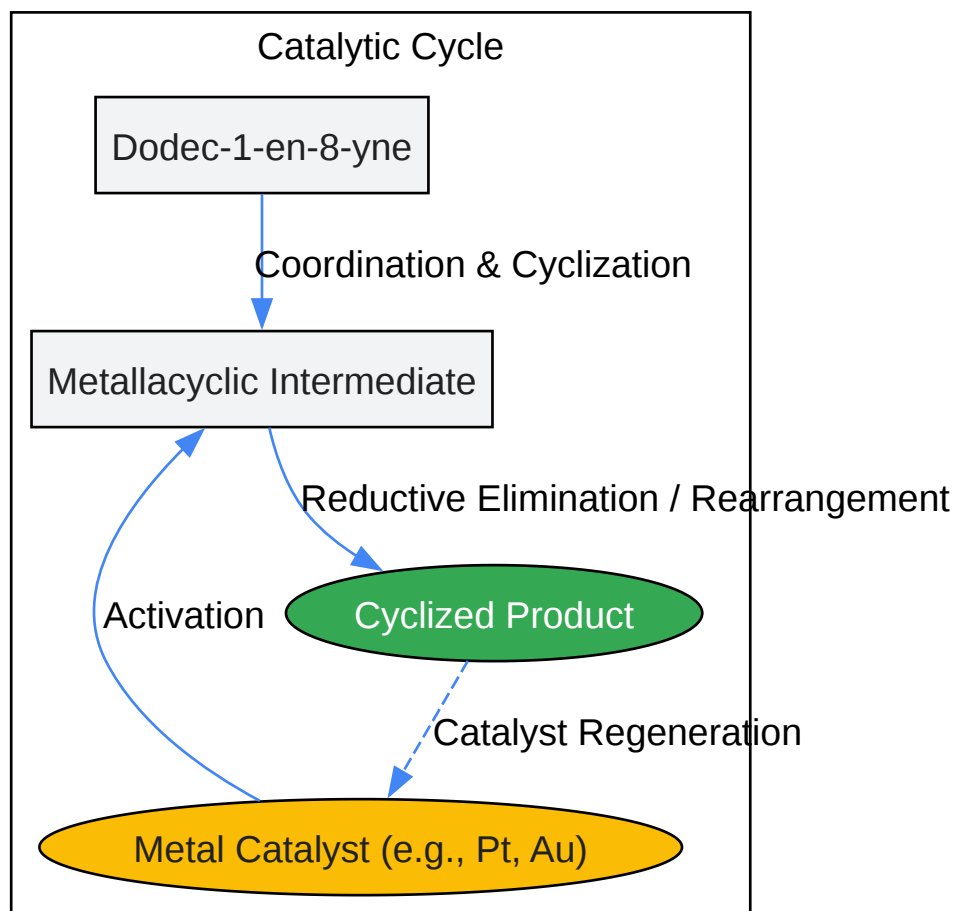 Catalytic Cycle
Dodec-1-en-8-yne
Coordination & Cyclization
Metallacyclic Intermediate
Reductive Elimination / Rearrangement
Activation
Cyclized Product
Catalyst Regeneration
Metal Catalyst (e.g., Pt, Au)